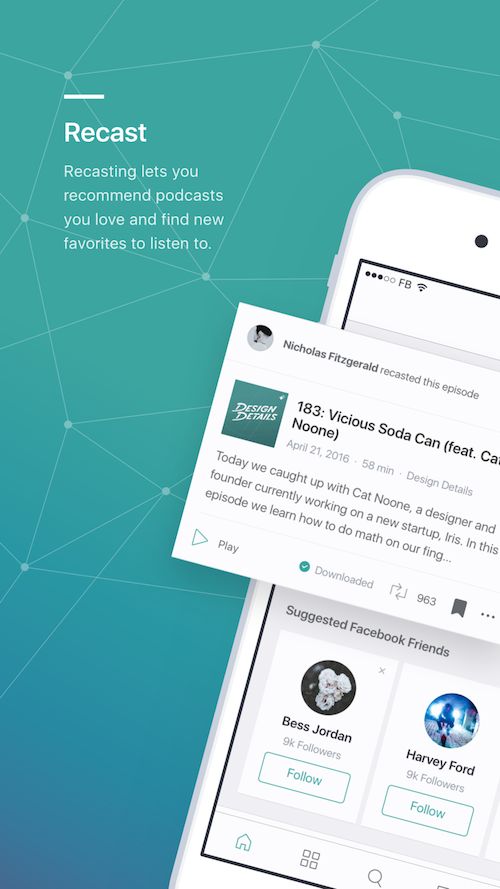 Recast
Recasting lets you
recommend podcasts
you love and find new
favorites to listen to.
FB
Nicholas Fitzgerald recasted this episode
DESIGN
DETAILS
183: Vicious Soda Can (feat. Cat
Noone)
April 21, 2016 · 58 min · Design Details
Today we caught up with Cat Noone, a designer and
founder currently working on a new startup, Iris. In this
episode we learn how to do math on our fing...
Play
Downloaded
963
Suggested Facebook Friends
Bess Jordan
9k Followers
Follow
Harvey Ford
9k Followers
Follow